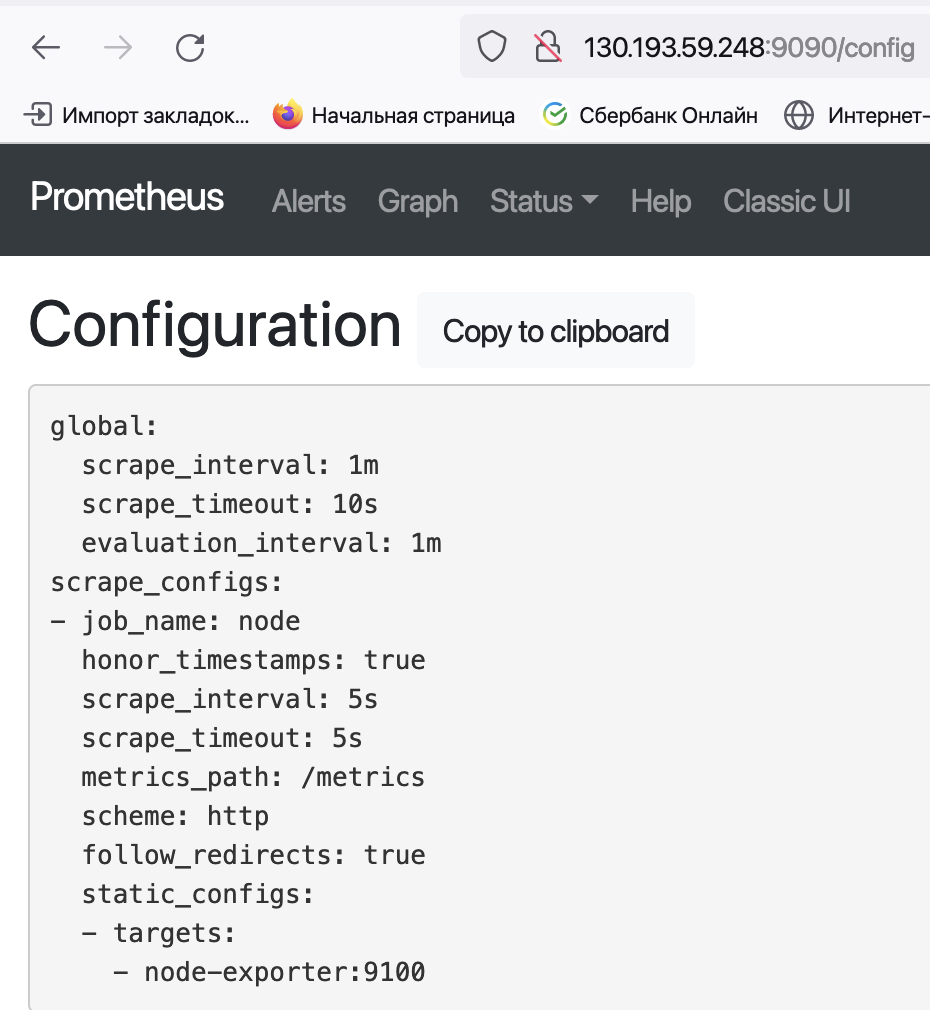 130.193.59.248:9090/config
Импорт закладок... Начальная страница Сбербанк Онлайн Интернет-
Prometheus Alerts Graph Status Help Classic UI
Configuration Copy to clipboard
global:
  scrape_interval: 1m
  scrape_timeout: 10s
  evaluation_interval: 1m
scrape_configs:
- job_name: node
  honor_timestamps: true
  scrape_interval: 5s
  scrape_timeout: 5s
  metrics_path: /metrics
  scheme: http
  follow_redirects: true
  static_configs:
  - targets:
    - node-exporter:9100